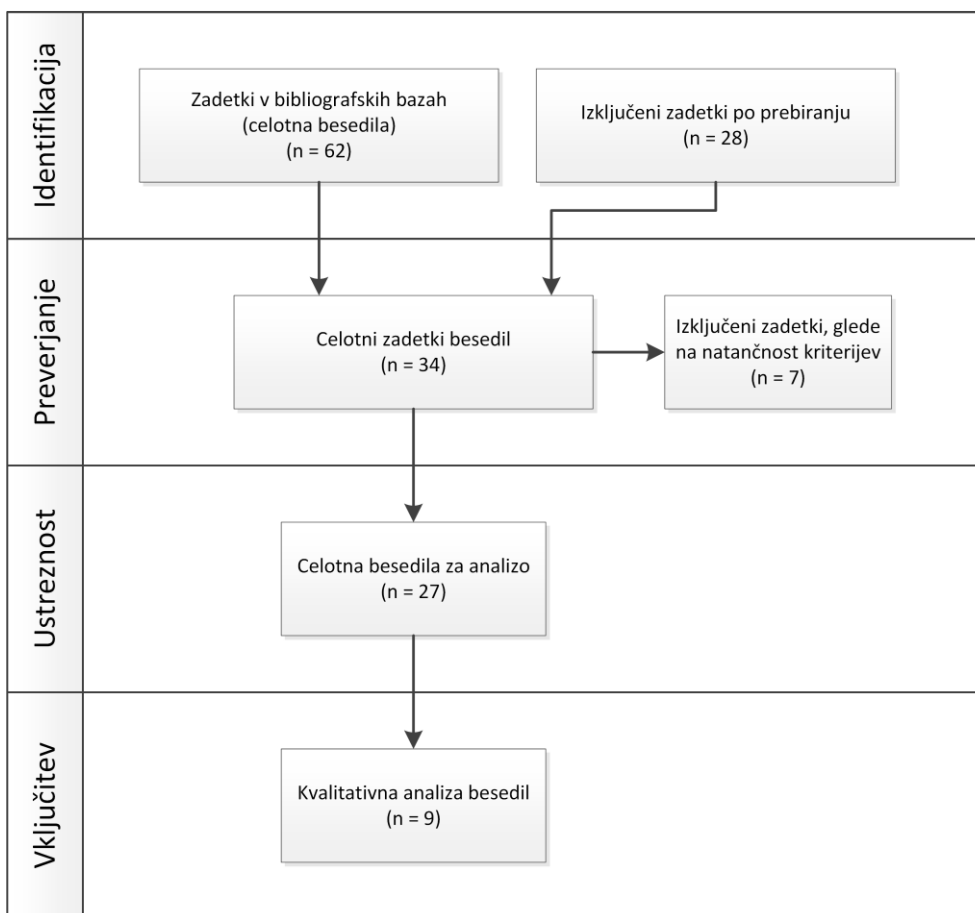 Identifikacija
Zadetki v bibliografskih bazah
(celotna besedila)
(n = 62)
Izključeni zadetki po prebiranju
(n = 28)
Preverjanje
Celotni zadetki besedil
(n = 34)
Izključeni zadetki, glede
na natančnost kriterijev
(n = 7)
Ustreznost
Celotna besedila za analizo
(n = 27)
Vključitev
Kvalitativna analiza besedil
(n = 9)